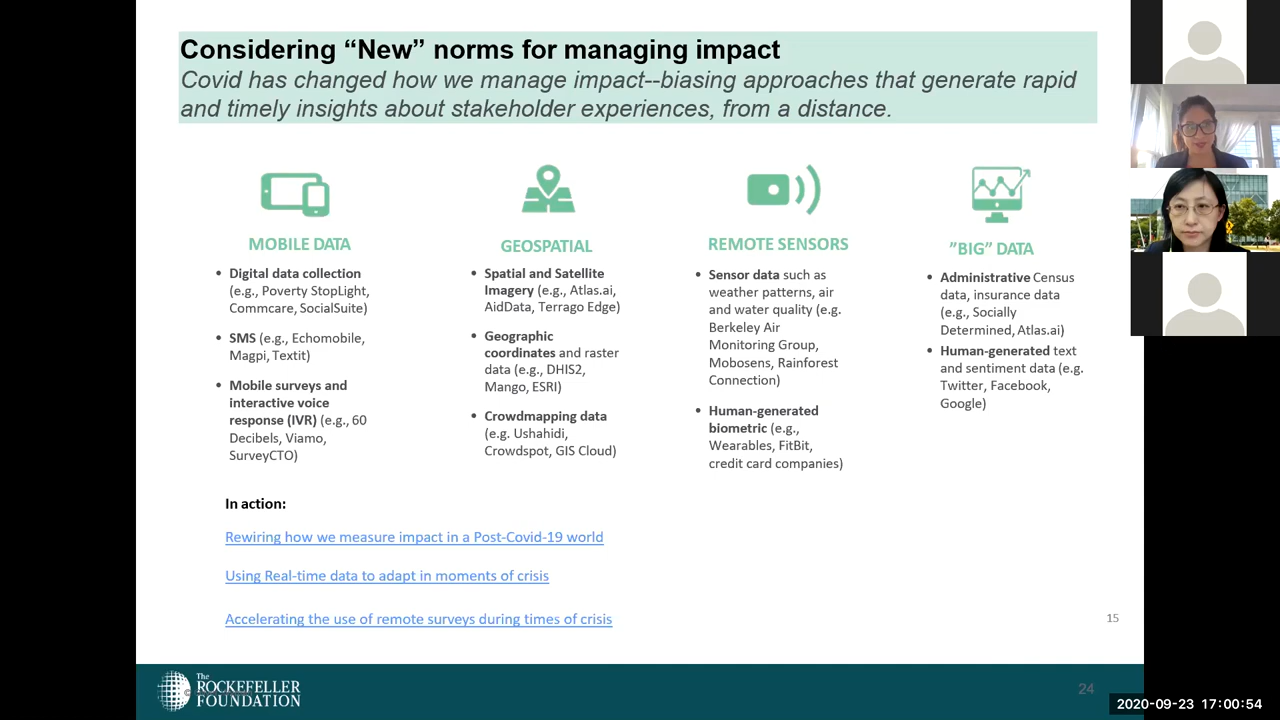 Considering “New” norms for managing impact
Covid has changed how we manage impact--biasing approaches that generate rapid
and timely insights about stakeholder experiences, from a distance.
MOBILE DATA
• Digital data collection
(e.g., Poverty StopLight,
Commcare, SocialSuite)
• SMS (e.g., Echomobile,
Magpi, Textit)
• Mobile surveys and
interactive voice
response (IVR) (e.g., 60
Decibels, Viamo,
SurveyCTO)
GEOSPATIAL
• Spatial and Satellite
Imagery (e.g., Atlas.ai,
AidData, Terrago Edge)
• Geographic
coordinates and raster
data (e.g., DHIS2,
Mango, ESRI)
• Crowdmapping data
(e.g. Ushahidi,
Crowdspot, GIS Cloud)
REMOTE SENSORS
• Sensor data such as
weather patterns, air
and water quality (e.g.
Berkeley Air
Monitoring Group,
Mobosens, Rainforest
Connection)
• Human-generated
biometric (e.g.,
Wearables, FitBit,
credit card companies)
”BIG” DATA
• Administrative Census
data, insurance data
(e.g., Socially
Determined, Atlas.ai)
• Human-generated text
and sentiment data (e.g.
Twitter, Facebook,
Google)
In action:
Rewiring how we measure impact in a Post-Covid-19 world
Using Real-time data to adapt in moments of crisis
Accelerating the use of remote surveys during times of crisis
15
The
ROCKEFELLER
FOUNDATION
24
2020-09-23 17:00:54